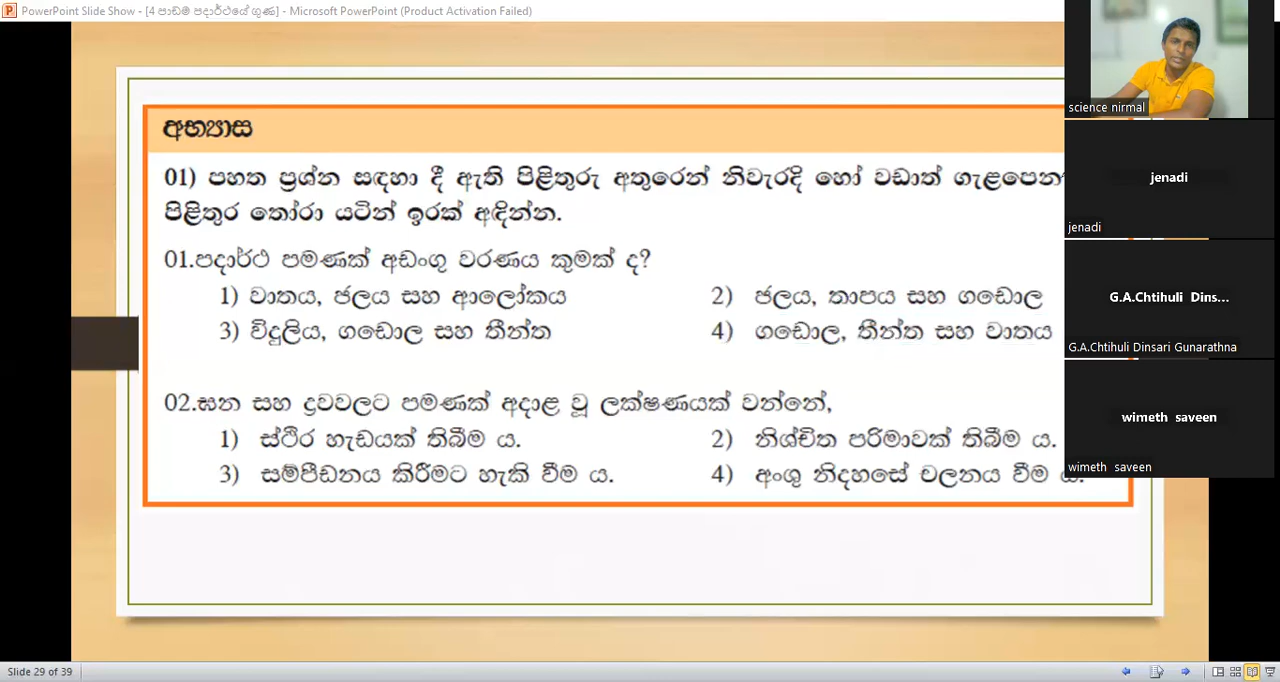 PowerPoint Slide Show - [4 පාඩම පදාර්ථයේ ගුණ] - Microsoft PowerPoint (Product Activation Failed)
අභ්‍යාස
01) පහත ප්‍රශ්න සඳහා දී ඇති පිළිතුරු අතුරෙන් නිවැරදි හෝ වඩාත් ගැළපෙන
පිළිතුර තෝරා යටින් ඉරක් අඳින්න.
01.පදාර්ථ පමණක් අඩංගු වරණය කුමක් ද?
1) වාතය, ජලය සහ ආලෝකය 2) ජලය, තාපය සහ ගඩොල
3) විදුලිය, ගඩොල සහ තීන්ත 4) ගඩොල, තීන්ත සහ වාතය
02.ඝන සහ ද්‍රවවලට පමණක් අදාළ වූ ලක්ෂණයක් වන්නේ,
1) ස්ථිර හැඩයක් තිබීම ය. 2) නිශ්චිත පරිමාවක් තිබීම ය.
3) සම්පීඩනය කිරීමට හැකි වීම ය. 4) අංශු නිදහසේ චලනය වීම ය.
science nirmal
jenadi
jenadi
G.A.Chtihuli Dins...
G.A.Chtihuli Dinsari Gunarathna
wimeth saveen
wimeth saveen
Slide 29 of 39